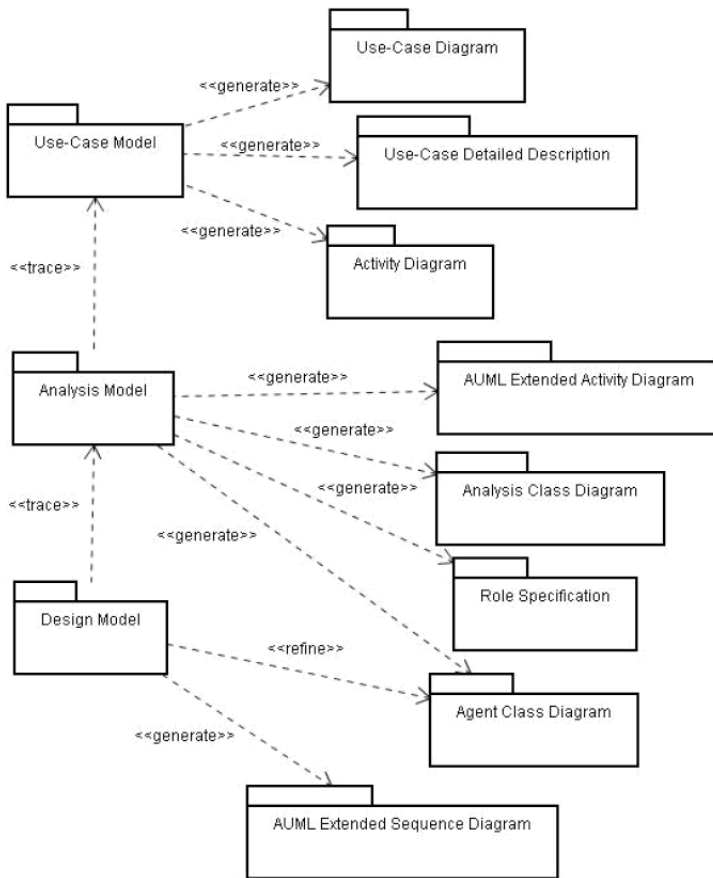 Use-Case Diagram
<<generate>>
Use-Case Model
<<generate>>
Use-Case Detailed Description
<<generate>>
Activity Diagram
<<trace>>
AUML Extended Activity Diagram
<<generate>>
Analysis Model
<<generate>>
<<generate>>
Analysis Class Diagram
<<trace>>
<<generate>>
Role Specification
Design Model
<<refine>>
Agent Class Diagram
<<generate>>
AUML Extended Sequence Diagram